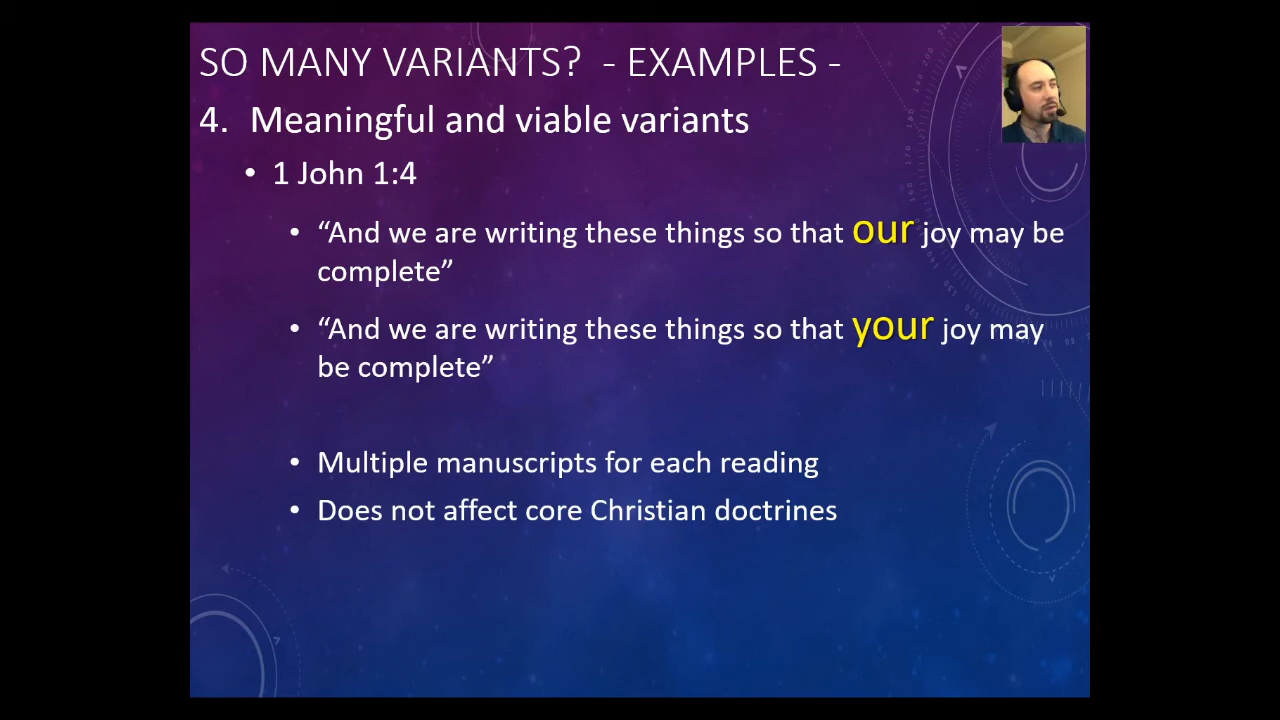 SO MANY VARIANTS? - EXAMPLES -
4. Meaningful and viable variants
• 1 John 1:4
• “And we are writing these things so that our joy may be
complete”
• “And we are writing these things so that your joy may
be complete”
• Multiple manuscripts for each reading
• Does not affect core Christian doctrines